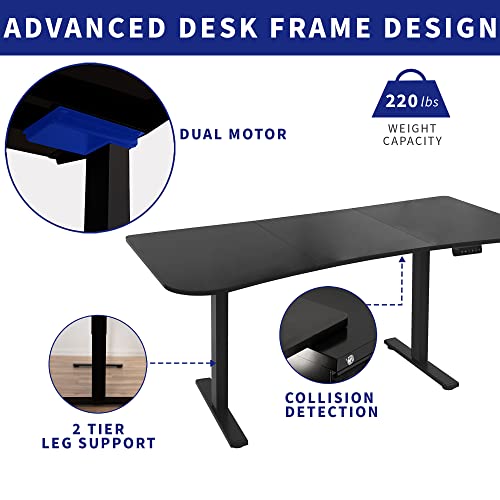 ADVANCED DESK FRAME DESIGN
DUAL MOTOR
220 lbs
WEIGHT
CAPACITY
2 TIER
LEG SUPPORT
COLLISION
DETECTION